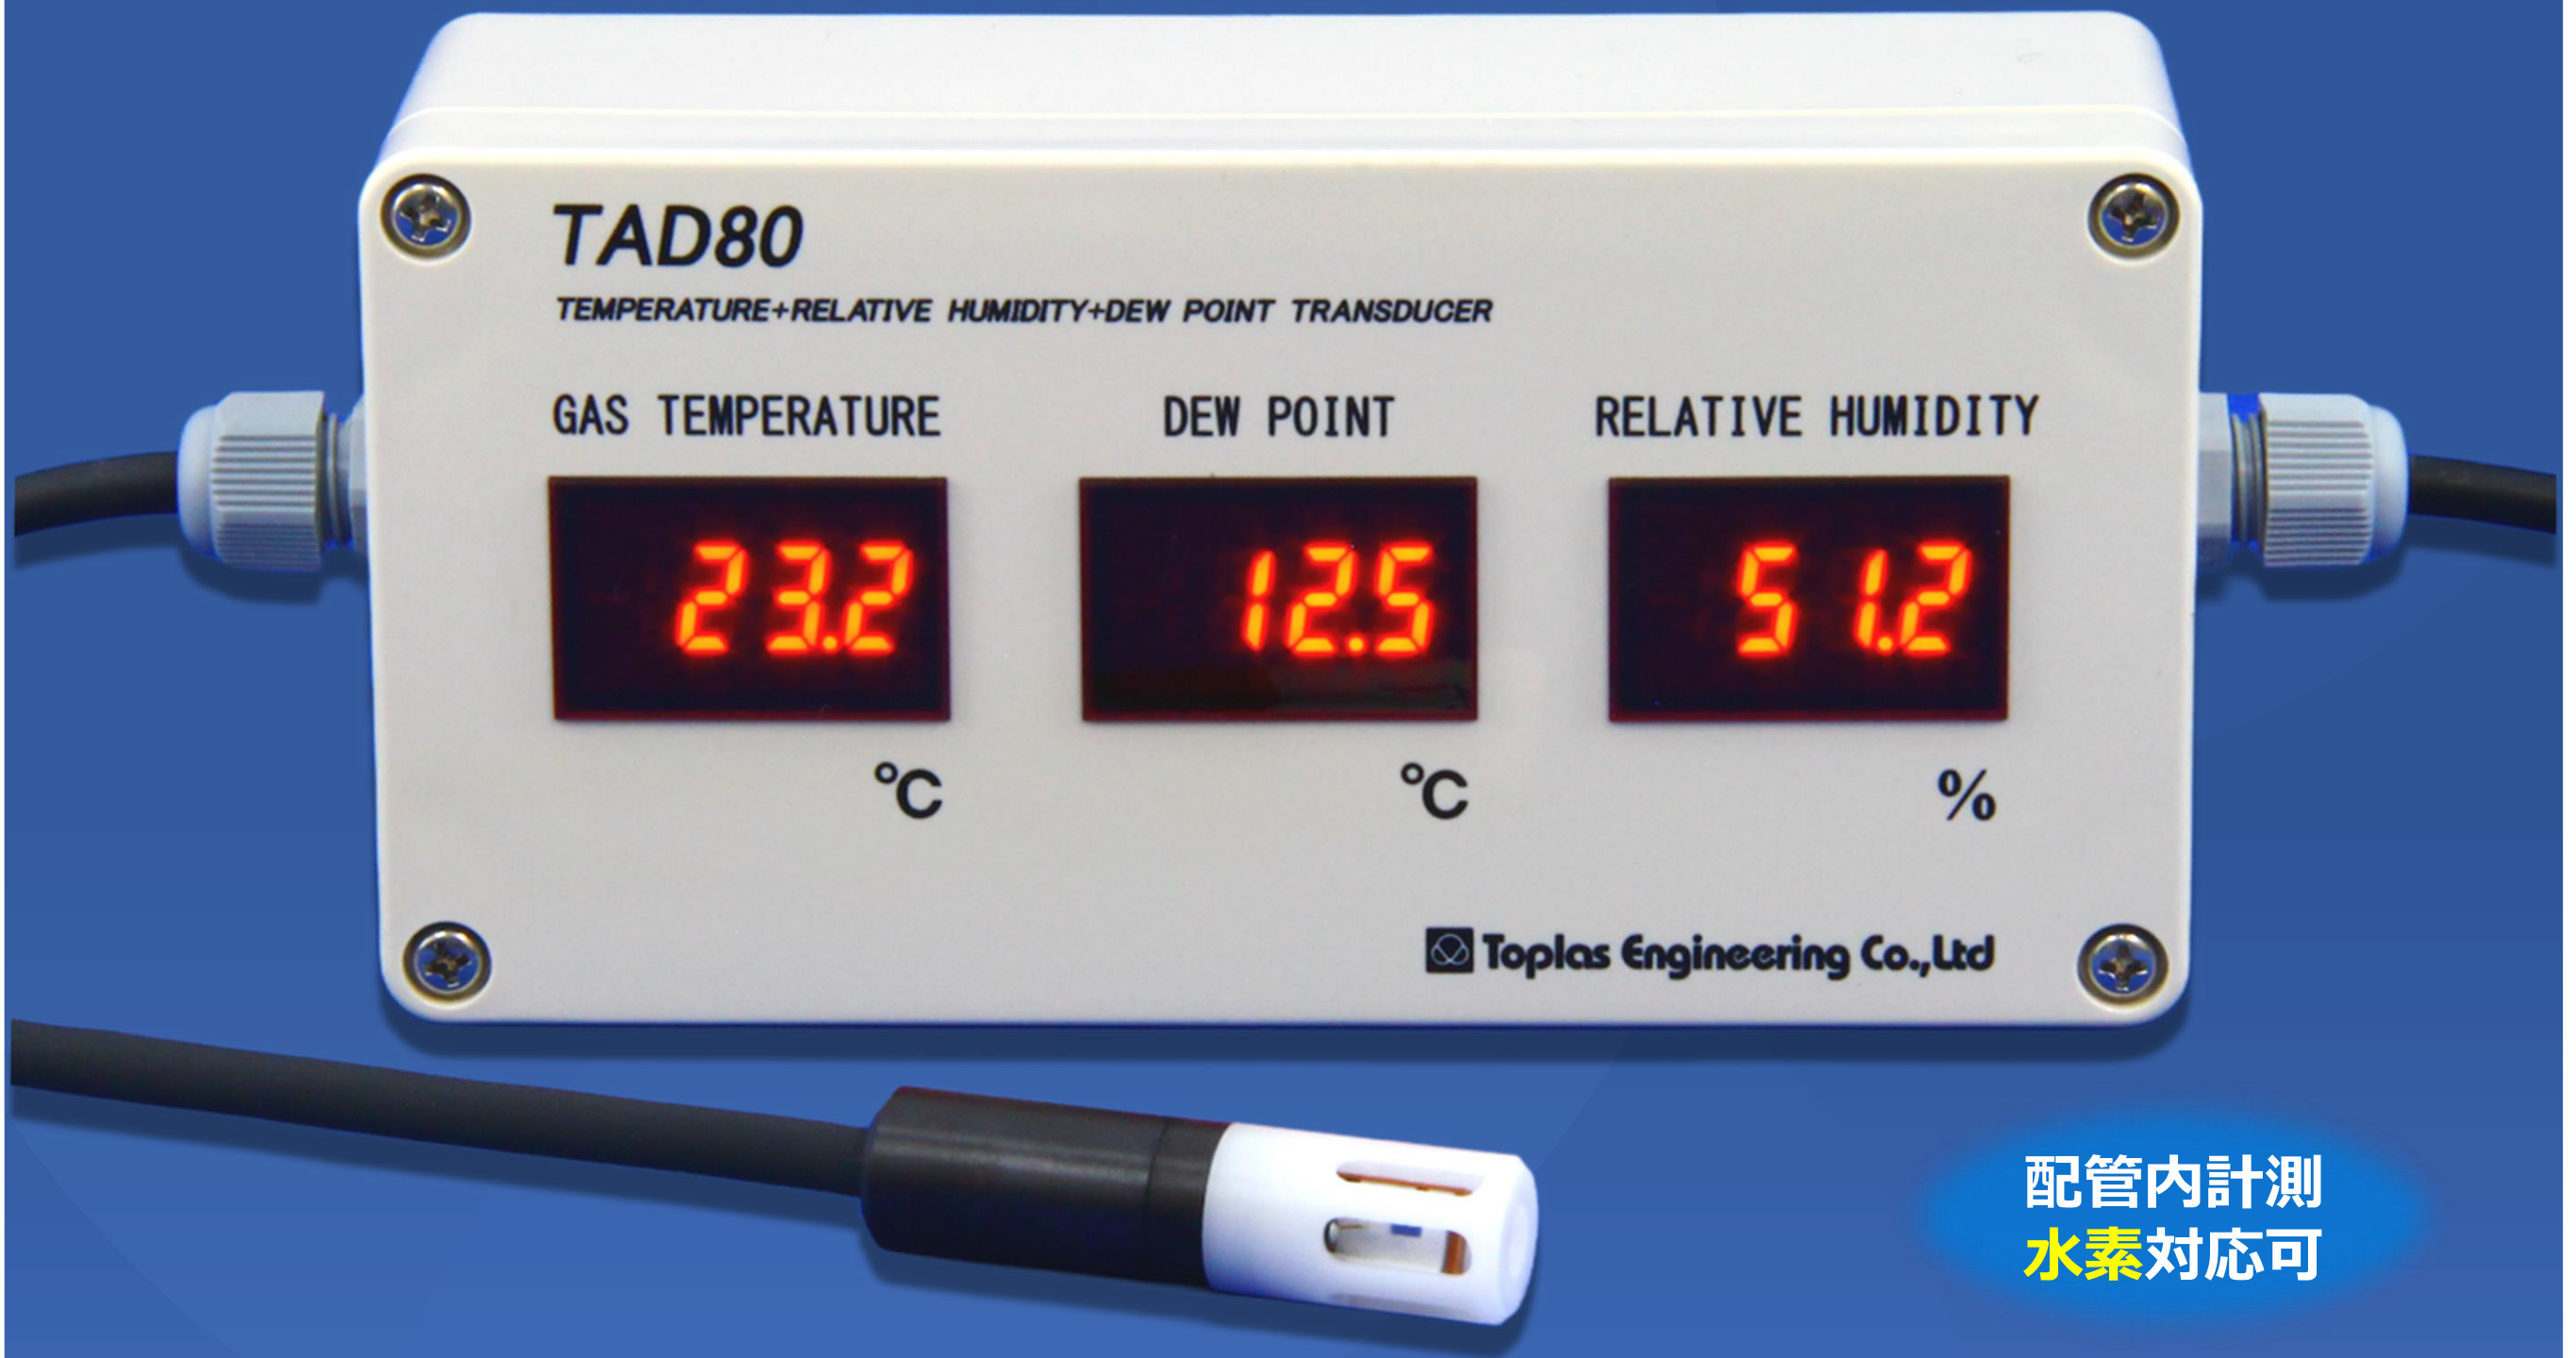 TAD80
TEMPERATURE+RELATIVE HUMIDITY+DEW POINT TRANSDUCER
GAS TEMPERATURE DEW POINT RELATIVE HUMIDITY
23.2 12.5 51.2
℃ ℃ %
Toplas Engineering Co.,Ltd
配管内計測
水素対応可